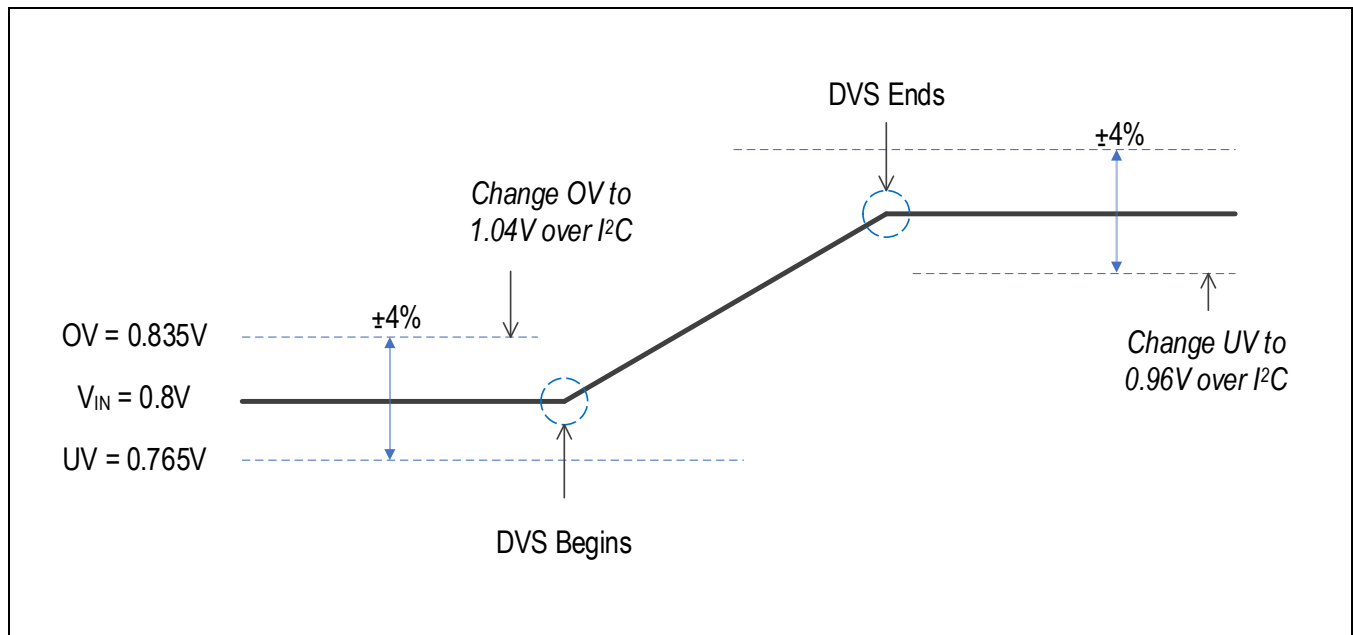 DVS Ends
±4%
Change OV to
1.04V over I²C
±4%
OV = 0.835V
VIN = 0.8V
UV = 0.765V
Change UV to
0.96V over I²C
DVS Begins